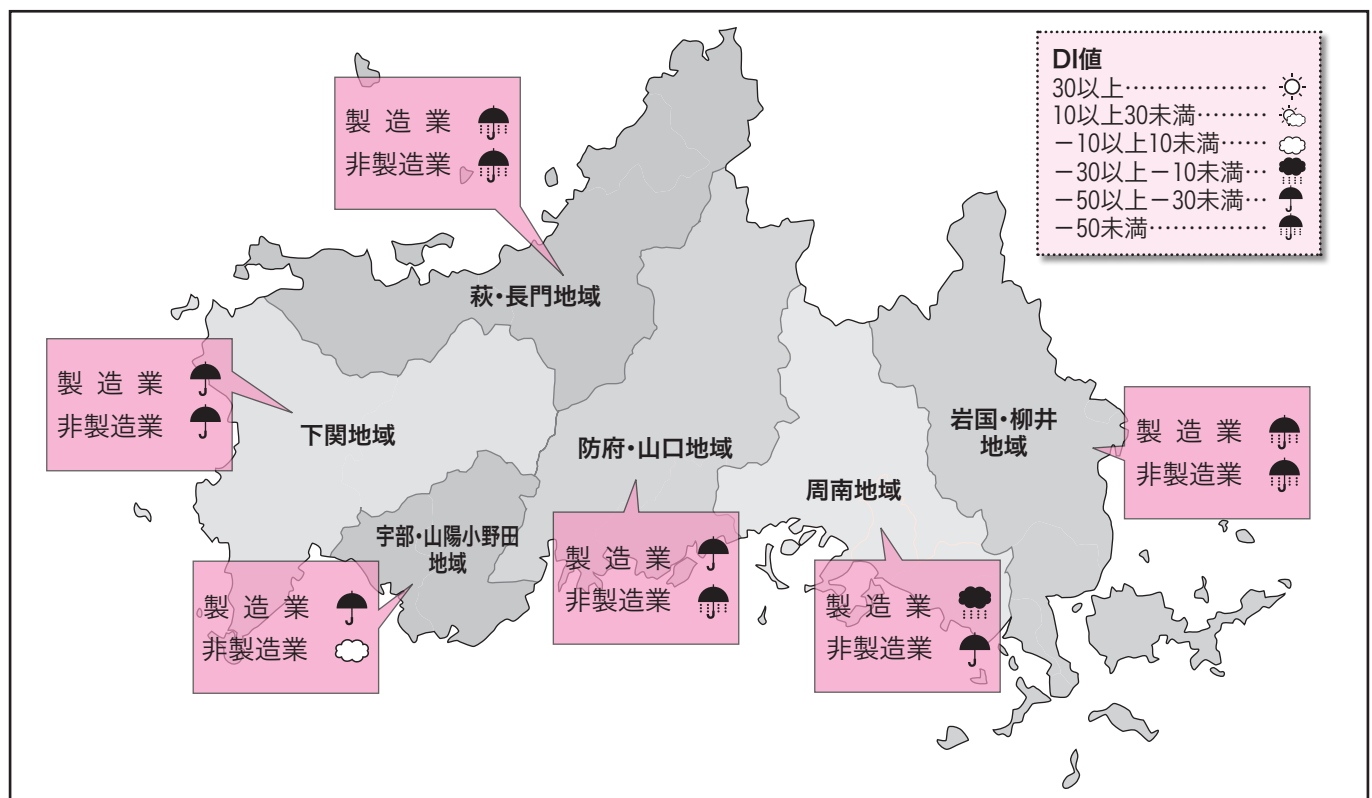 DI値
30以上………………
10以上30未満………
−10以上10未満……
−30以上−10未満…
−50以上−30未満…
−50未満……………
製 造 業
非製造業
萩・長門地域
製 造 業
非製造業
下関地域
防府・山口地域
岩国・柳井
地域
製 造 業
非製造業
周南地域
宇部・山陽小野田
地域
製 造 業
非製造業
製 造 業
非製造業
製 造 業
非製造業